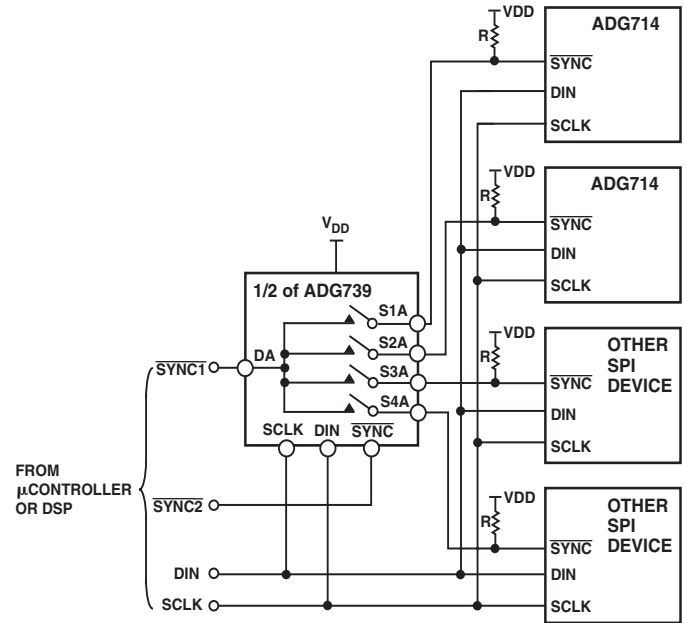 VDD
R
ADG714
SYNC
DIN
SCLK
VDD
R
ADG714
SYNC
DIN
SCLK
VDD
1/2 of ADG739
S1A
S2A
S3A
S4A
DA
SCLK DIN SYNC
VDD
R
OTHER
SPI
DEVICE
SYNC
DIN
SCLK
VDD
R
OTHER
SPI
DEVICE
SYNC
DIN
SCLK
SYNC1
FROM
μCONTROLLER
OR DSP
SYNC2
DIN
SCLK